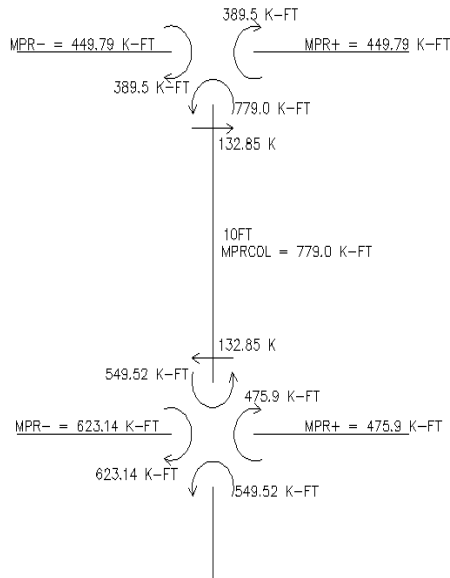 389.5 K-FT
MPR- = 449.79 K-FT
MPR+ = 449.79 K-FT
389.5 K-FT
779.0 K-FT
132.85 K
10FT
MPRCOL = 779.0 K-FT
132.85 K
549.52 K-FT
475.9 K-FT
MPR- = 623.14 K-FT
MPR+ = 475.9 K-FT
623.14 K-FT
549.52 K-FT